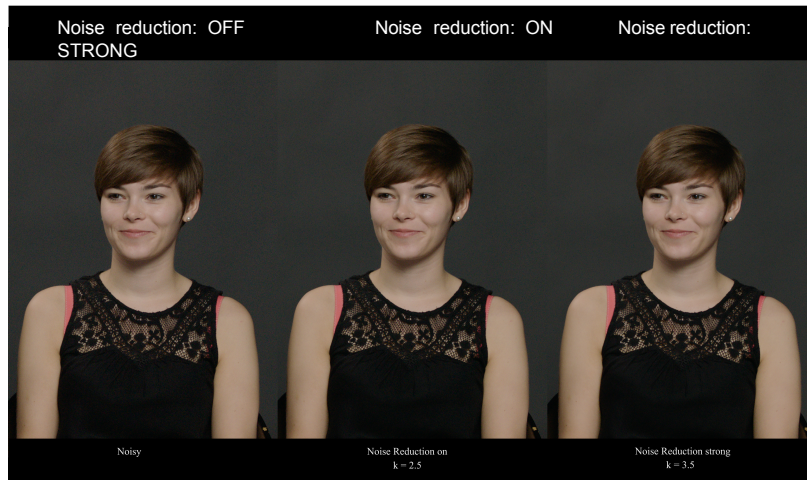 Noise reduction: OFF Noise reduction: ON Noise reduction:
STRONG
Noisy Noise Reduction on Noise Reduction strong
k = 2.5 k = 3.5